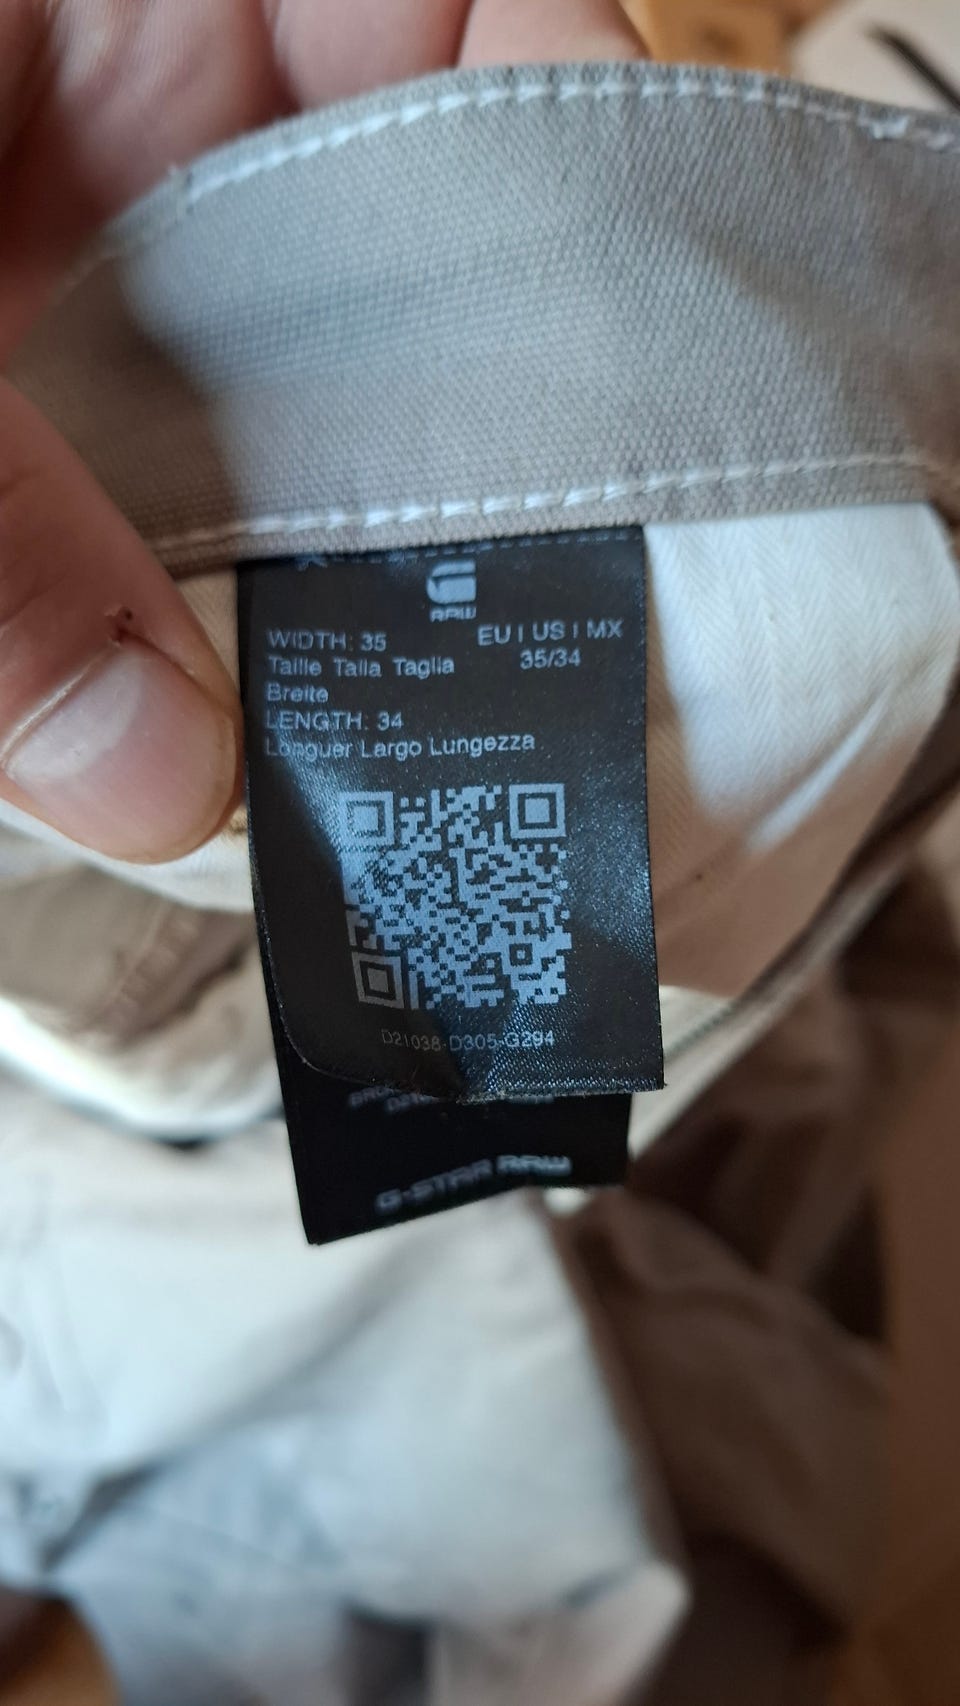 RAW
WIDTH: 35
EU | US | MX
Taille Talla Taglia
35/34
Breite
LENGTH: 34
Longuer Largo Lungezza
D21038-D305-G294
G-STAR RAW